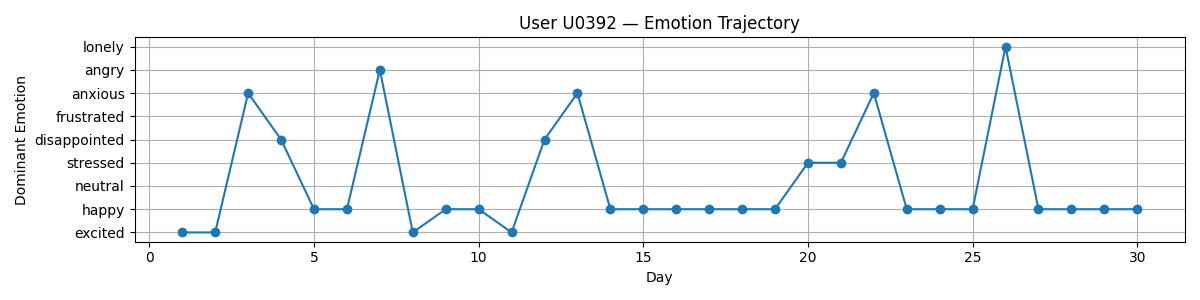 User U0392 — Emotion Trajectory
Dominant Emotion
lonely
angry
anxious
frustrated
disappointed
stressed
neutral
happy
excited
0 5 10 15 20 25 30
Day